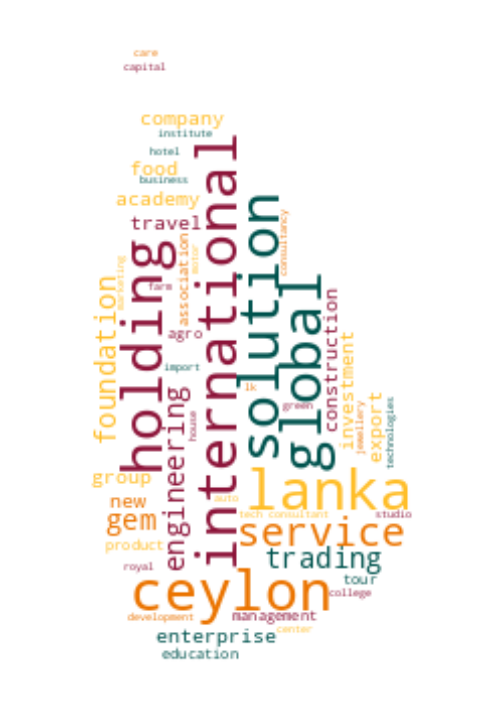 care
capital
company
institute
hotel
food
business
academy
travel
international
solution
consultancy
holding
association
motor
marketing
farm
foundation
global
construction
agro
investment
import
lk
green
jewellery
export
technologies
engineering
house
group
lanka
auto
new
gem
tech consultant
studio
service
product
trading
royal
ceylon
tour
college
development
management
center
enterprise
education